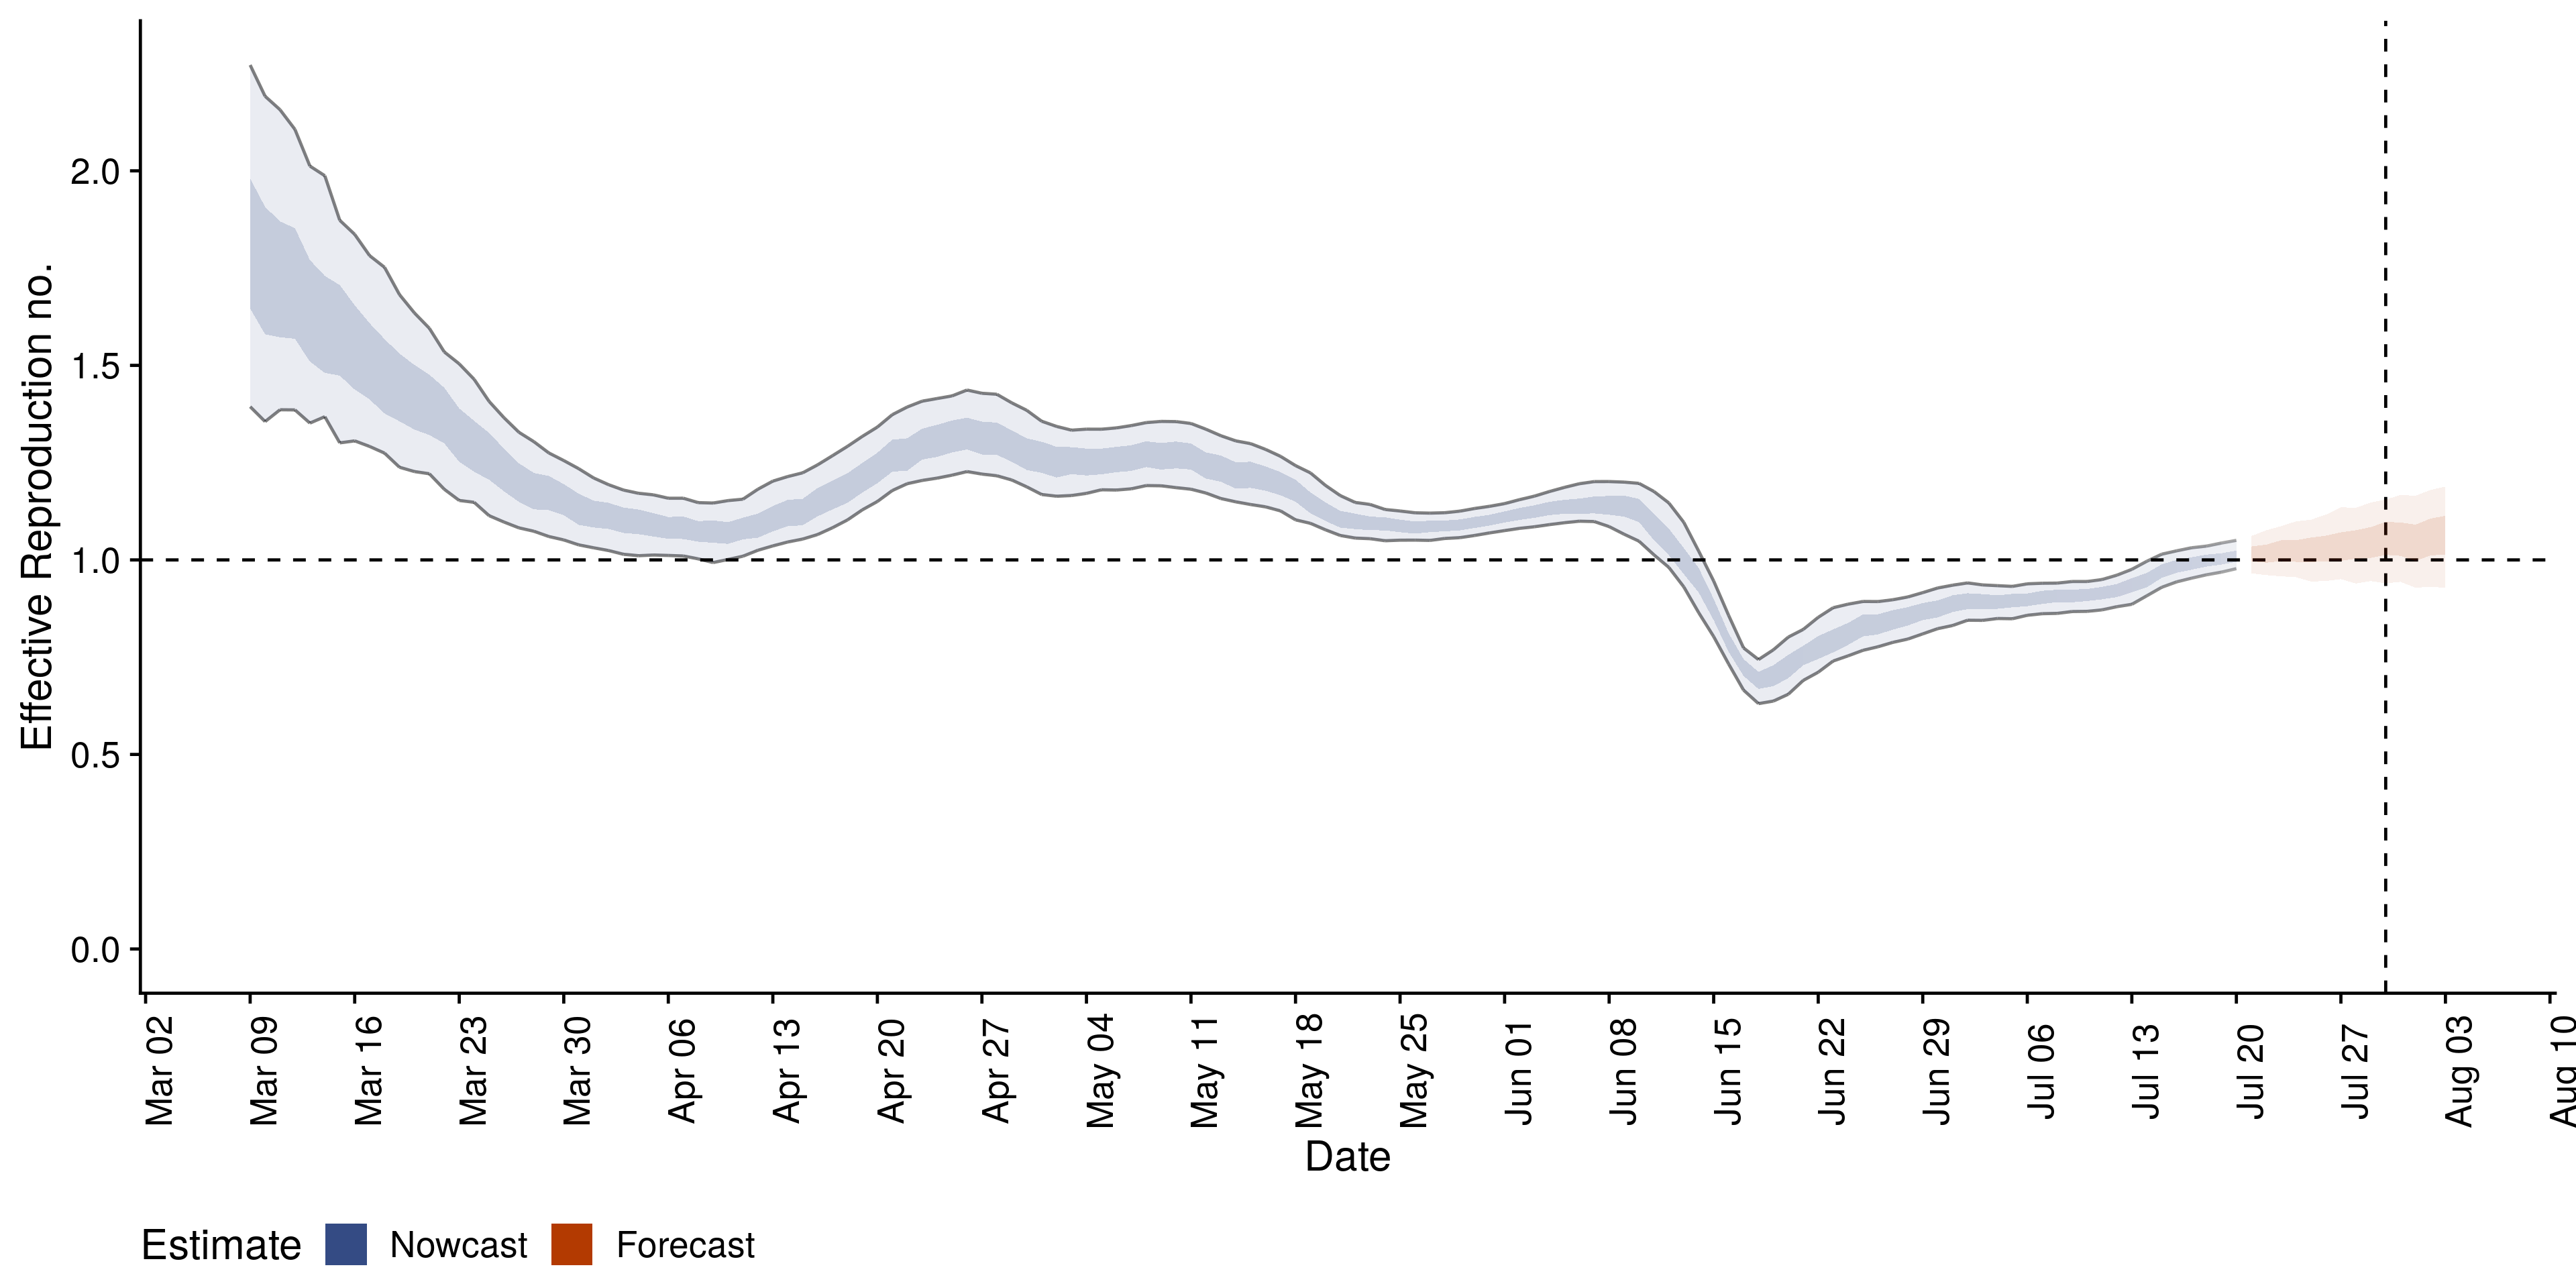 Effective Reproduction no.
2.0
1.5
1.0
0.5
0.0
Mar 02
Mar 09
Mar 16
Mar 23
Mar 30
Apr 06
Apr 13
Apr 20
Apr 27
May 04
May 11
May 18
May 25
Jun 01
Jun 08
Jun 15
Jun 22
Jun 29
Jul 06
Jul 13
Jul 20
Jul 27
Aug 03
Aug 10
Date
Estimate Nowcast Forecast